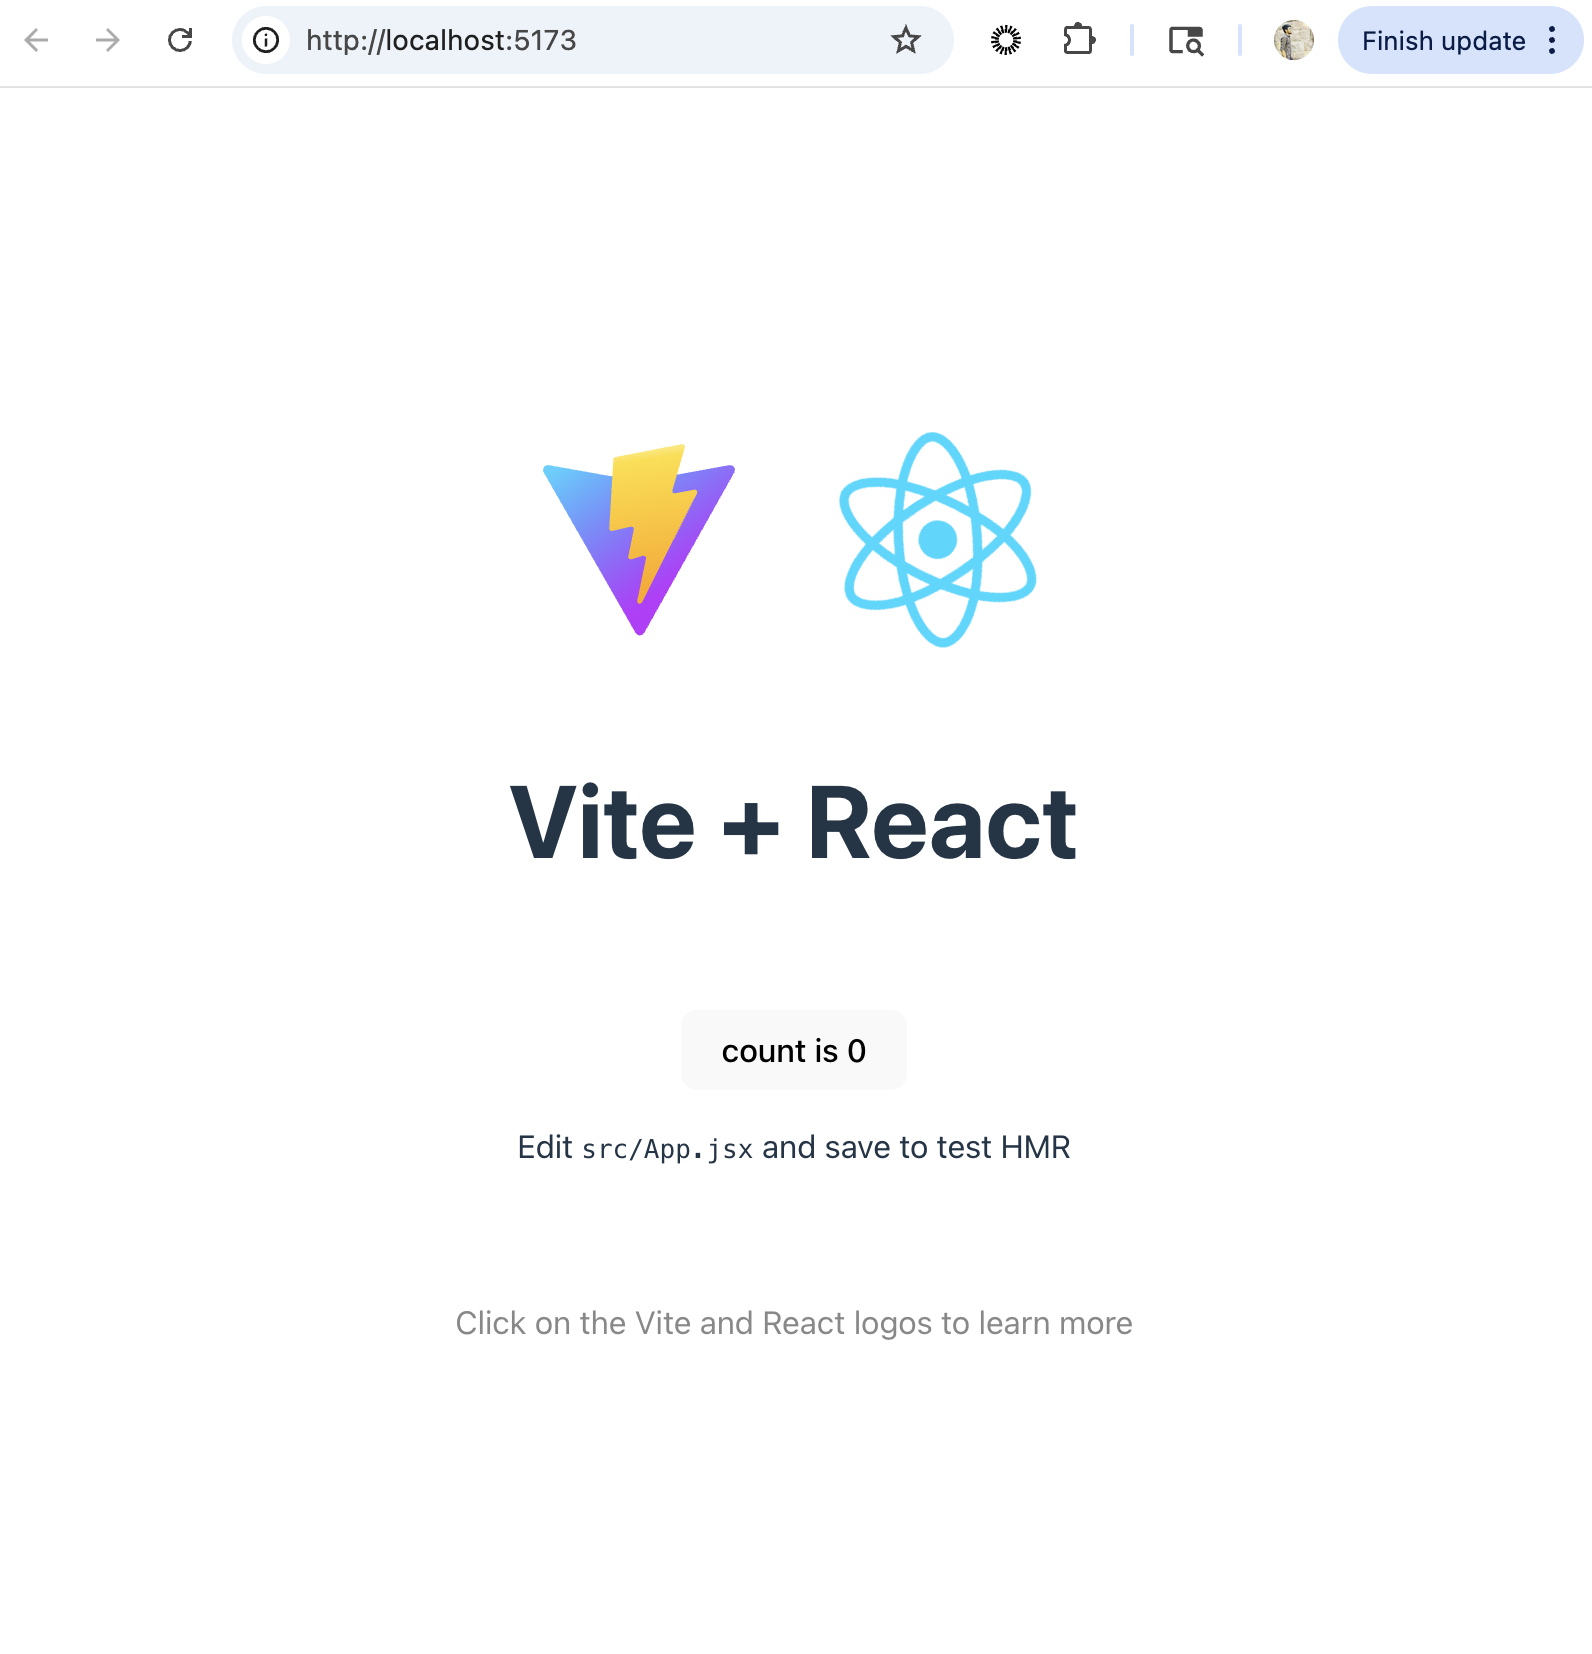 http://localhost:5173
Finish update
Vite + React
count is 0
Edit src/App.jsx and save to test HMR
Click on the Vite and React logos to learn more